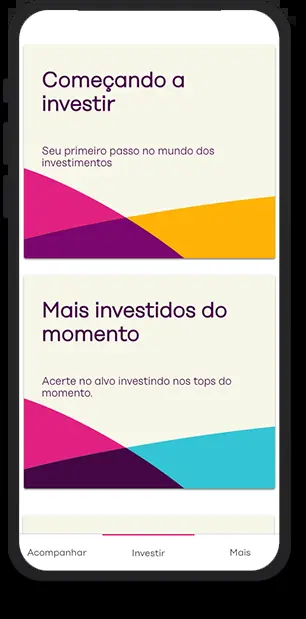 Começando a
investir
Seu primeiro passo no mundo dos
investimentos
Mais investidos do
momento
Acerte no alvo investindo nos tops do
momento.
Acompanhar
Investir
Mais